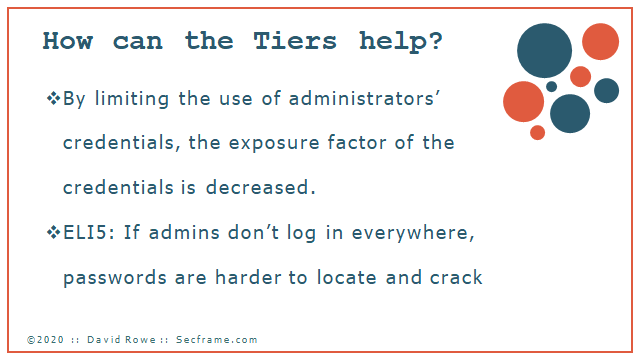 How can the Tiers help?
❖By limiting the use of administrators’
credentials, the exposure factor of the
credentials is decreased.
❖ELI5: If admins don’t log in everywhere,
passwords are harder to locate and crack
©2020 :: David Rowe :: Secframe.com